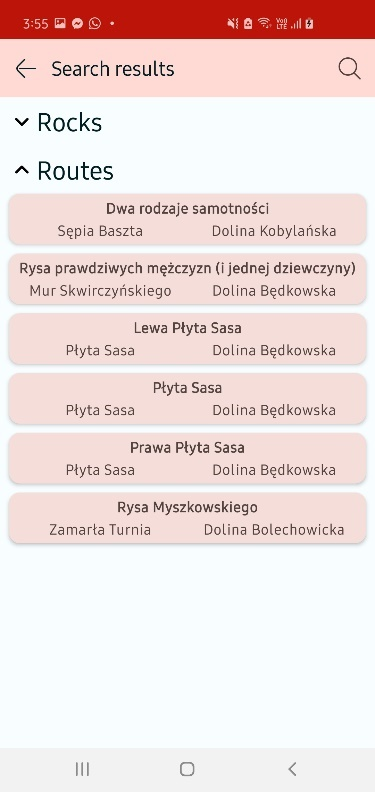 3:55
Vo)) LTE
Search results
Rocks
Routes
Dwa rodzaje samotności
Sępia Baszta Dolina Kobylańska
Rysa prawdziwych mężczyzn (i jednej dziewczyny)
Mur Skwirczyńskiego Dolina Będkowska
Lewa Płyta Sasa
Płyta Sasa Dolina Będkowska
Płyta Sasa
Płyta Sasa Dolina Będkowska
Prawa Płyta Sasa
Płyta Sasa Dolina Będkowska
Rysa Myszkowskiego
Zamarła Turnia Dolina Bolechowicka